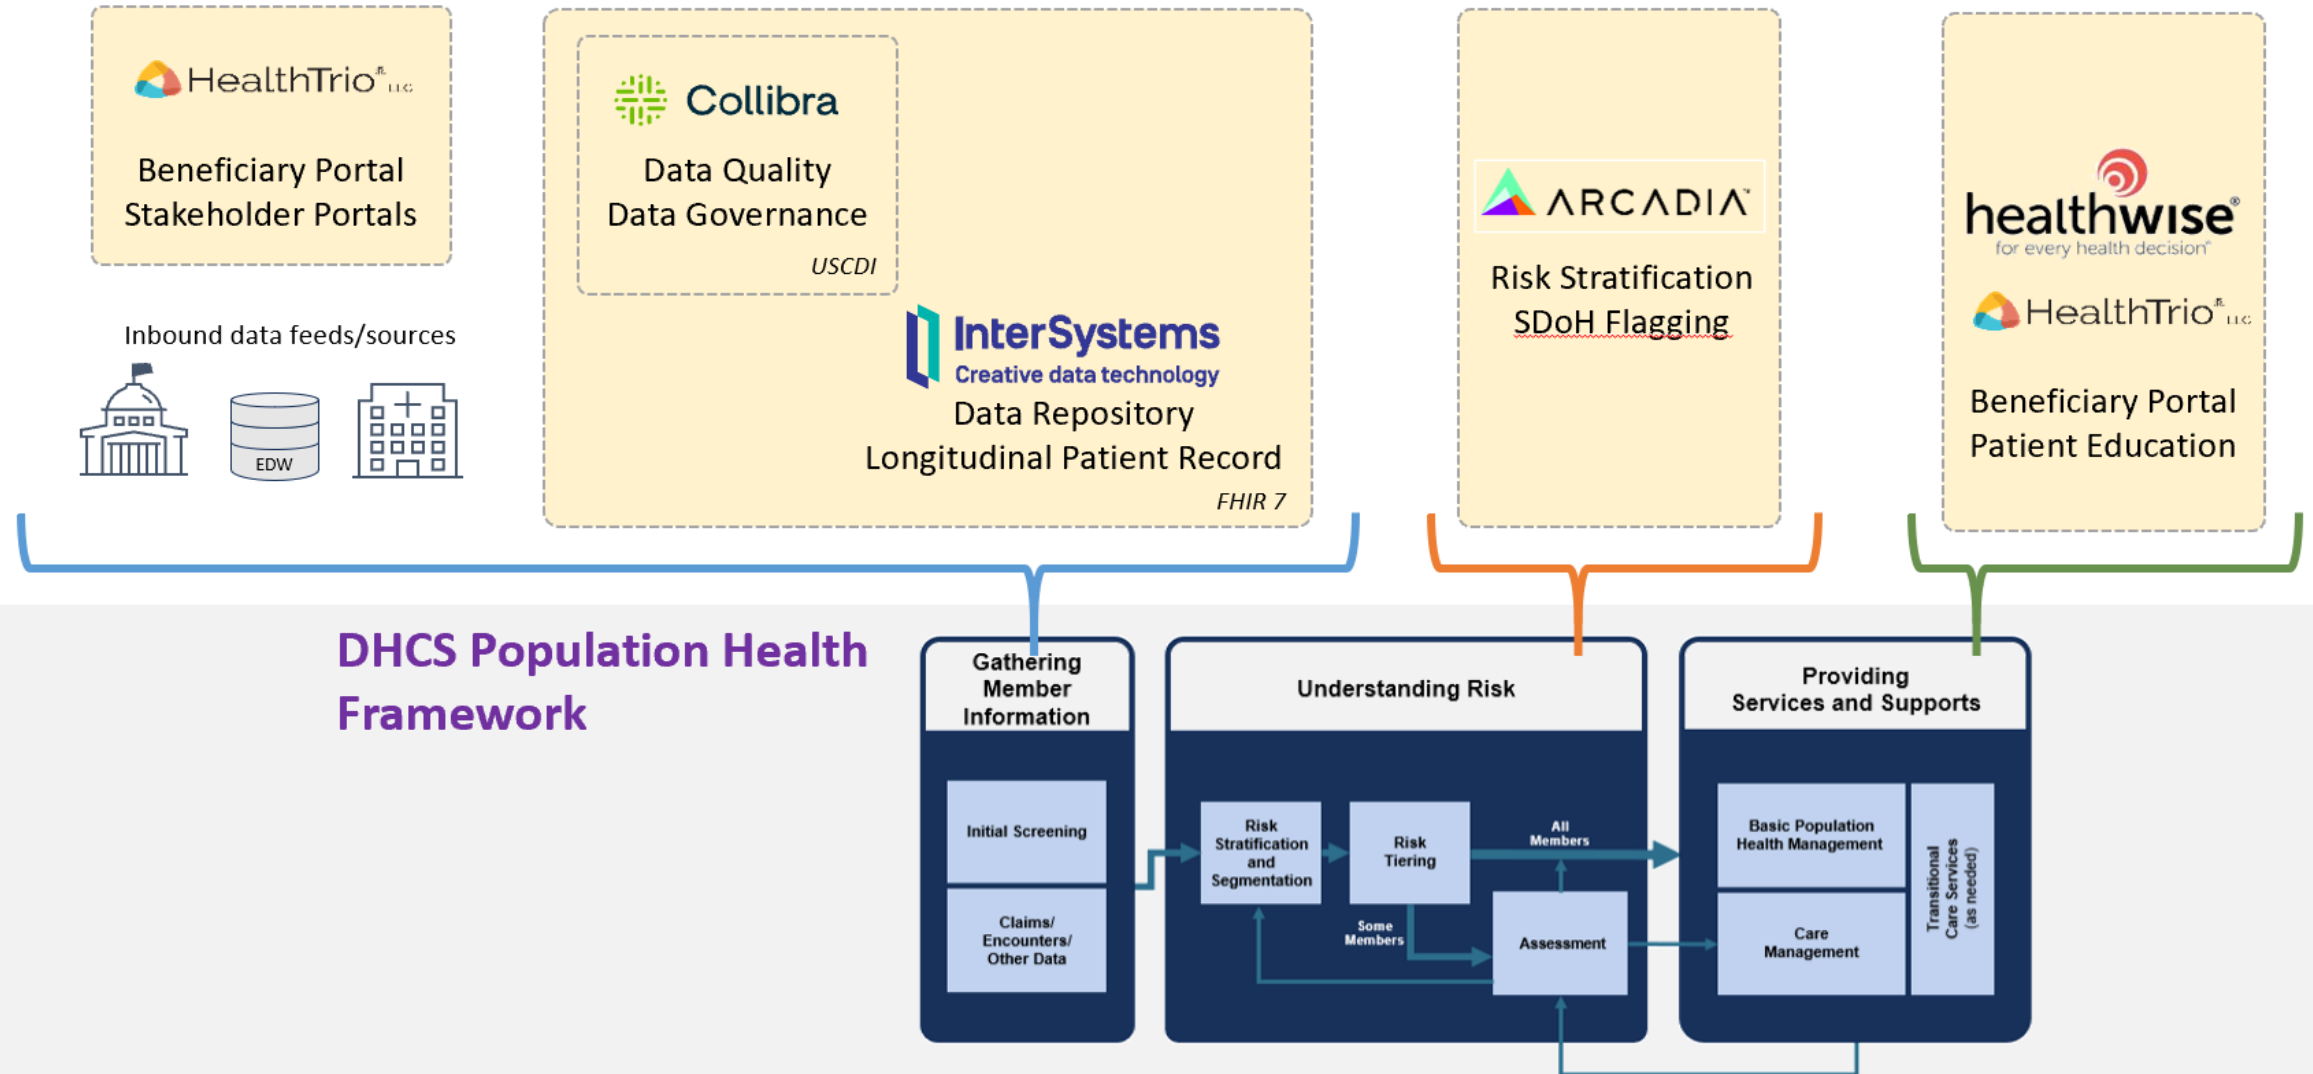 HealthTrio LLC
Beneficiary Portal
Stakeholder Portals
Inbound data feeds/sources
EDW
Collibra
Data Quality
Data Governance
USCDI
InterSystems
Creative data technology
Data Repository
Longitudinal Patient Record
FHIR 7
ARCADIA™
Risk Stratification
SDoH Flagging
healthwise®
for every health decision®
HealthTrio LLC
Beneficiary Portal
Patient Education
DHCS Population Health
Framework
Gathering
Member
Information
Initial Screening
Claims/
Encounters/
Other Data
Understanding Risk
Risk
Stratification
and
Segmentation
Risk
Tiering
All
Members
Some
Members
Assessment
Providing
Services and Supports
Basic Population
Health Management
Care
Management
Transitional
Care Services
(as needed)